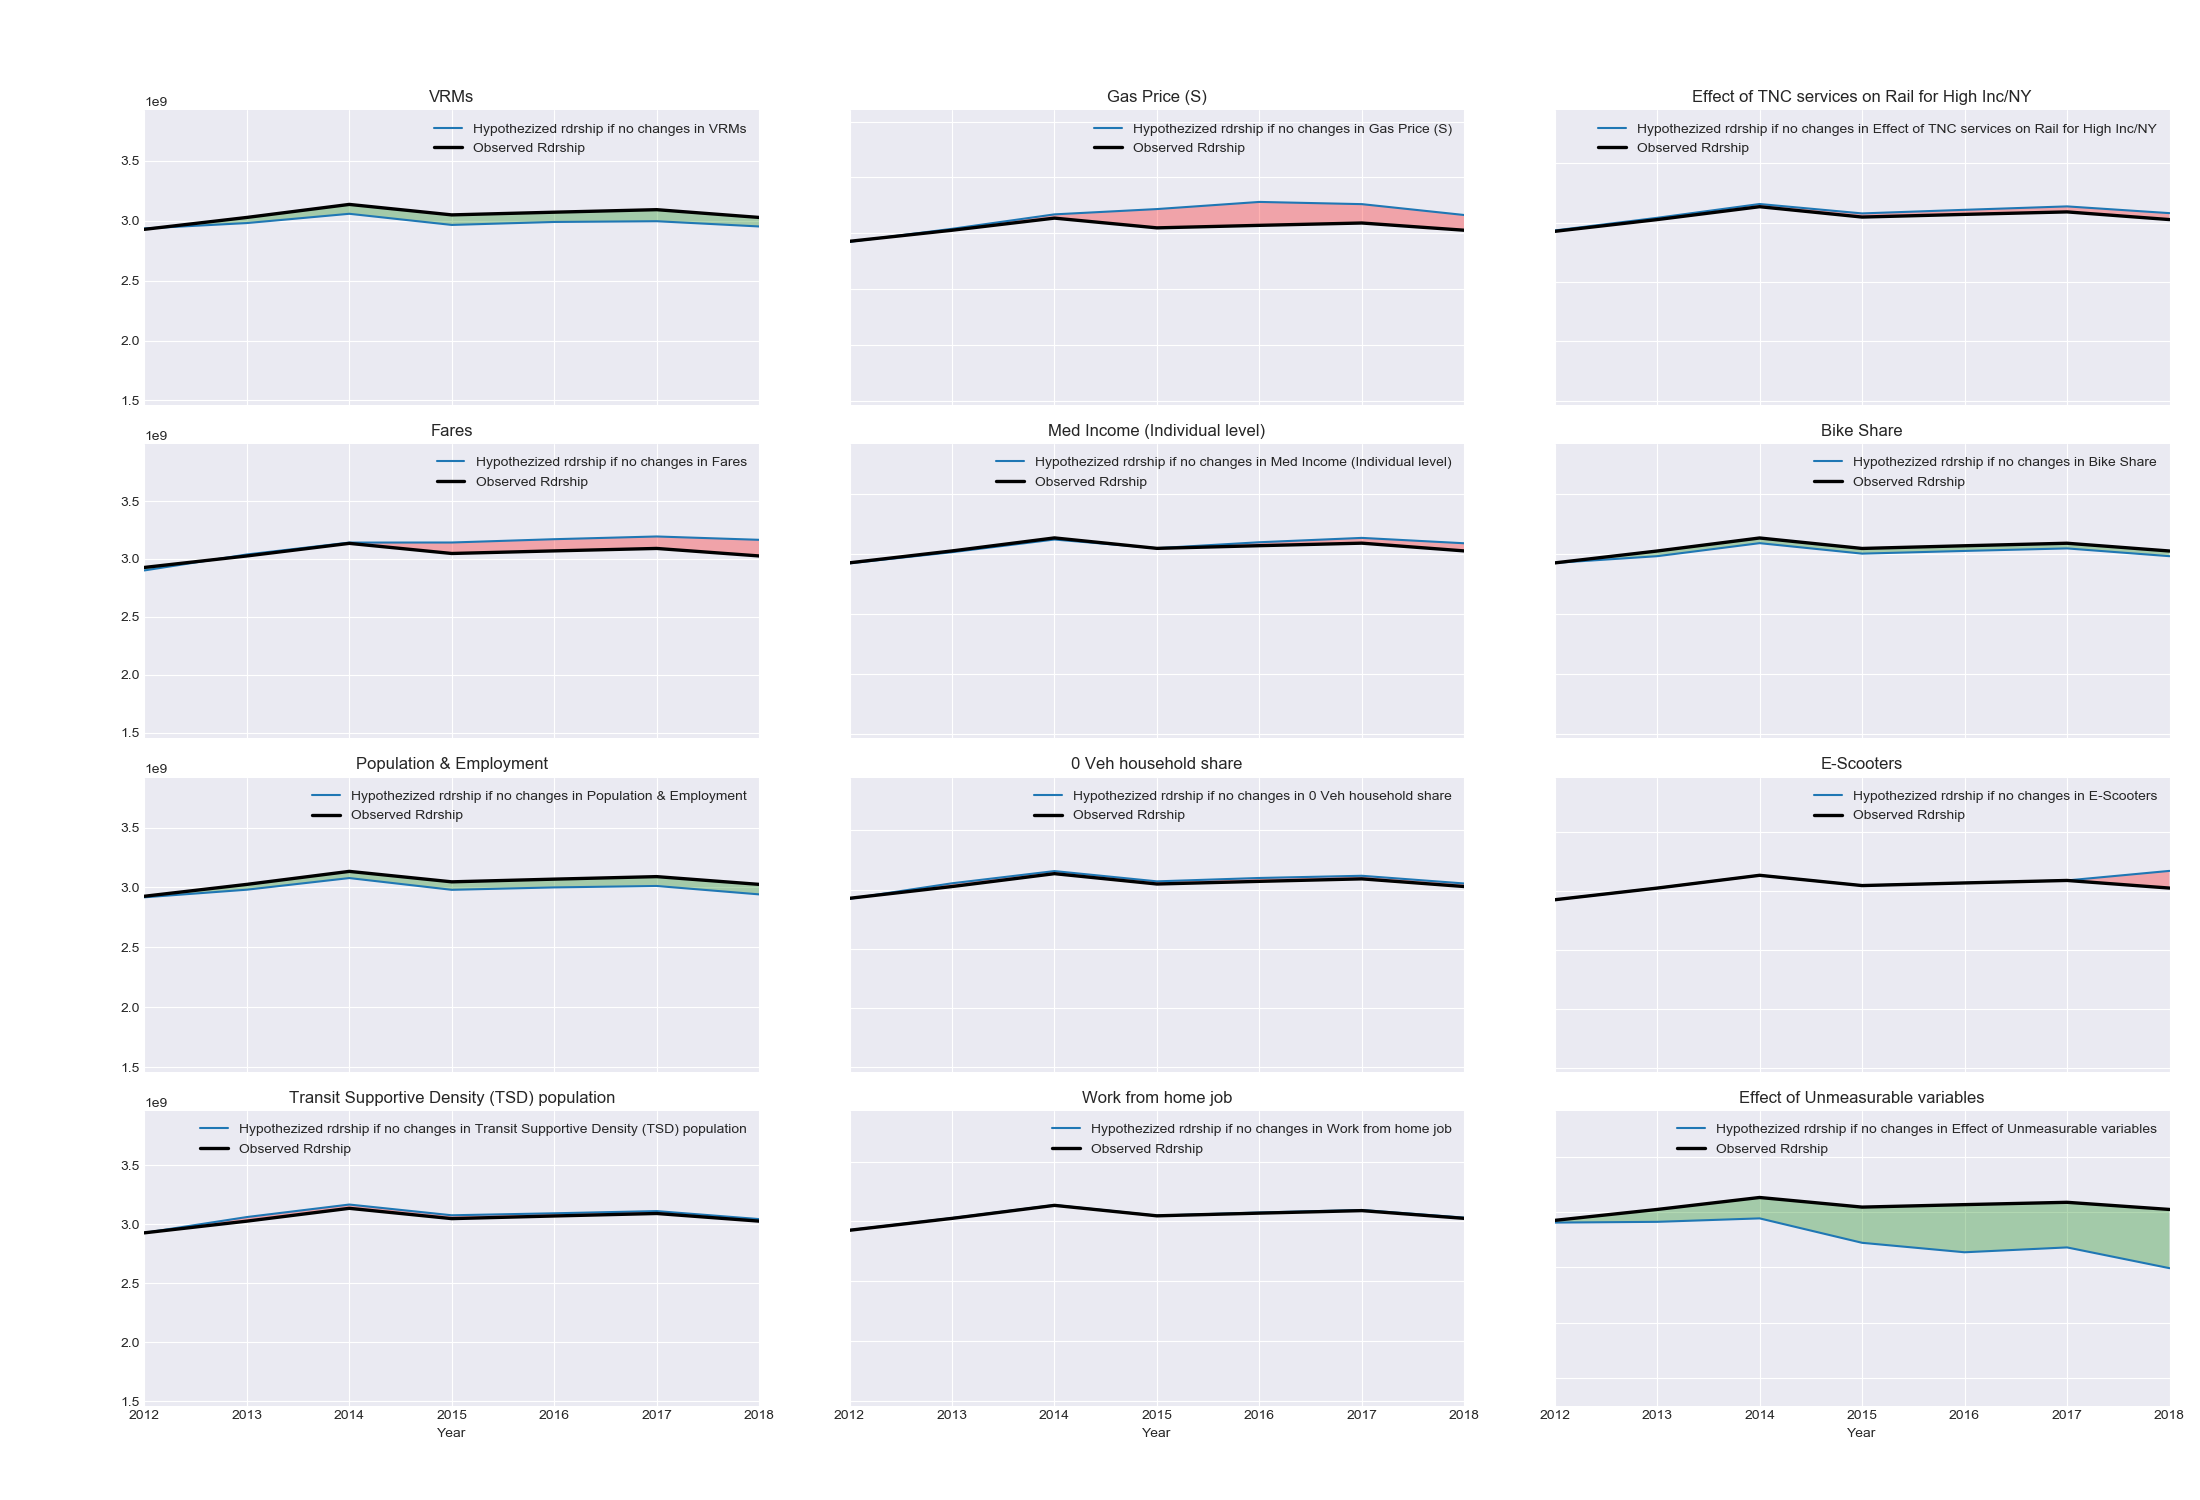 VRMs
1e9
Hypothezized rdrship if no changes in VRMs
Observed Rdrship
3.5
3.0
2.5
2.0
1.5
Gas Price (S)
Hypothezized rdrship if no changes in Gas Price (S)
Observed Rdrship
Effect of TNC services on Rail for High Inc/NY
Hypothezized rdrship if no changes in Effect of TNC services on Rail for High Inc/NY
Observed Rdrship
Fares
1e9
Hypothezized rdrship if no changes in Fares
Observed Rdrship
3.5
3.0
2.5
2.0
1.5
Med Income (Individual level)
Hypothezized rdrship if no changes in Med Income (Individual level)
Observed Rdrship
Bike Share
Hypothezized rdrship if no changes in Bike Share
Observed Rdrship
Population & Employment
1e9
Hypothezized rdrship if no changes in Population & Employment
Observed Rdrship
3.5
3.0
2.5
2.0
1.5
0 Veh household share
Hypothezized rdrship if no changes in 0 Veh household share
Observed Rdrship
E-Scooters
Hypothezized rdrship if no changes in E-Scooters
Observed Rdrship
Transit Supportive Density (TSD) population
1e9
Hypothezized rdrship if no changes in Transit Supportive Density (TSD) population
Observed Rdrship
3.5
3.0
2.5
2.0
1.5
2012 2013 2014 2015 2016 2017 2018
Year
Work from home job
Hypothezized rdrship if no changes in Work from home job
Observed Rdrship
2012 2013 2014 2015 2016 2017 2018
Year
Effect of Unmeasurable variables
Hypothezized rdrship if no changes in Effect of Unmeasurable variables
Observed Rdrship
2012 2013 2014 2015 2016 2017 2018
Year